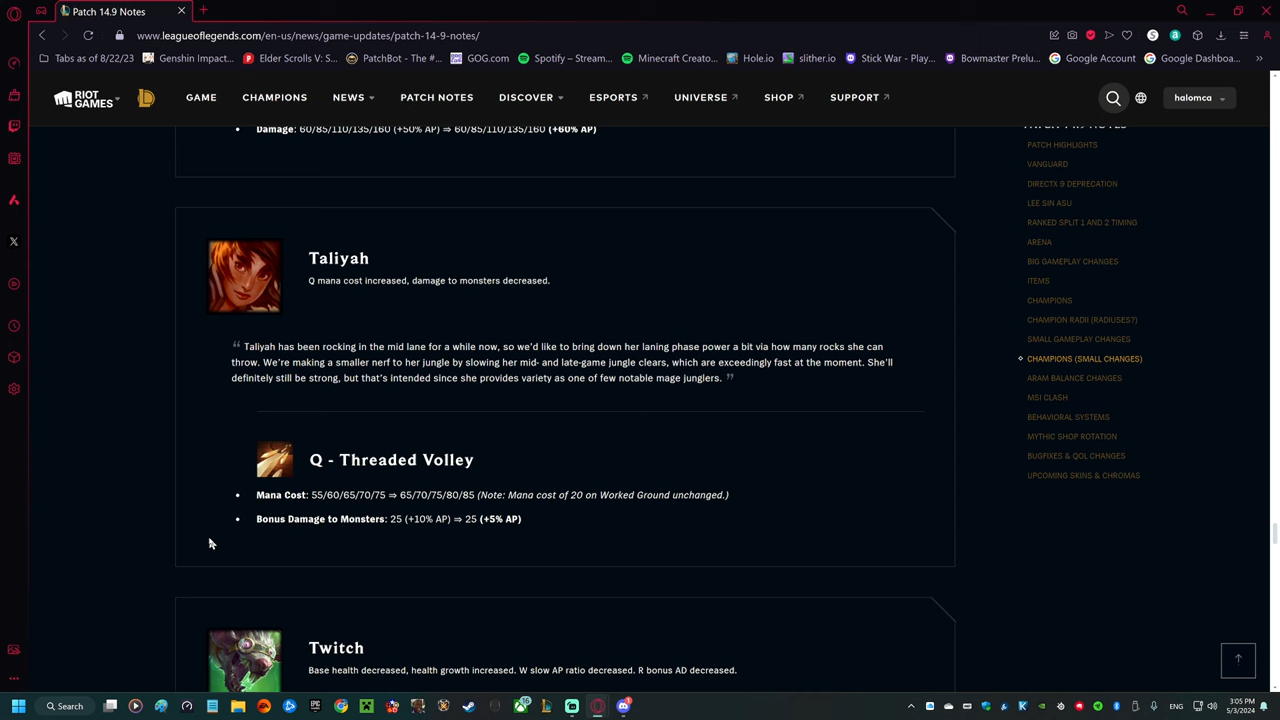 Patch 14.9 Notes
www.leagueoflegends.com/en-us/news/game-updates/patch-14-9-notes/
Tabs as of 8/22/23
Genshin Impact...
Elder Scrolls V: S...
PatchBot - The #...
GOG.com
Spotify – Stream...
Minecraft Creato...
Hole.io
slither.io
Stick War - Play...
Bowmaster Prelu...
Google Account
Google Dashboa...
RIOT GAMES
GAME
CHAMPIONS
NEWS
PATCH NOTES
DISCOVER
ESPORTS
UNIVERSE
SHOP
SUPPORT
halomca
• Damage: 60/85/110/135/160 (+50% AP) ⇒ 60/85/110/135/160 (+60% AP)
Taliyah
Q mana cost increased, damage to monsters decreased.
“ Taliyah has been rocking in the mid lane for a while now, so we'd like to bring down her laning phase power a bit via how many rocks she can
throw. We're making a smaller nerf to her jungle by slowing her mid- and late-game jungle clears, which are exceedingly fast at the moment. She'll
definitely still be strong, but that's intended since she provides variety as one of few notable mage junglers. ”
Q - Threaded Volley
• Mana Cost: 55/60/65/70/75 ⇒ 65/70/75/80/85 (Note: Mana cost of 20 on Worked Ground unchanged.)
• Bonus Damage to Monsters: 25 (+10% AP) ⇒ 25 (+5% AP)
Twitch
Base health decreased, health growth increased. W slow AP ratio decreased. R bonus AD decreased.
PATCH 14.9 NOTES
PATCH HIGHLIGHTS
VANGUARD
DIRECTX 9 DEPRECATION
LEE SIN ASU
RANKED SPLIT 1 AND 2 TIMING
ARENA
BIG GAMEPLAY CHANGES
ITEMS
CHAMPIONS
CHAMPION RADII (RADIUSES?)
SMALL GAMEPLAY CHANGES
CHAMPIONS (SMALL CHANGES)
ARAM BALANCE CHANGES
MSI CLASH
BEHAVIORAL SYSTEMS
MYTHIC SHOP ROTATION
BUGFIXES & QOL CHANGES
UPCOMING SKINS & CHROMAS
Search
3:05 PM
5/3/2024